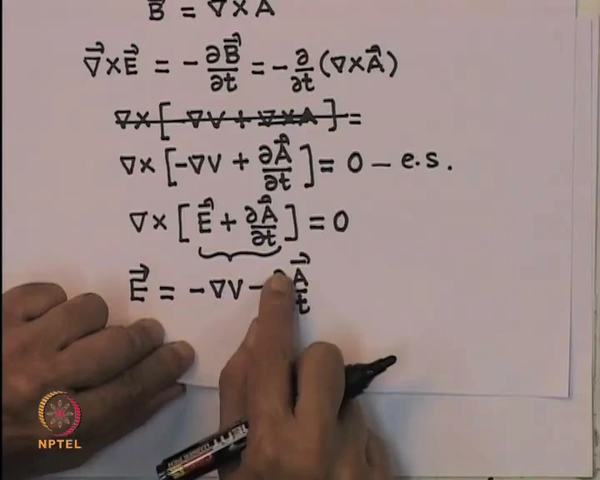 B⃗ = ∇ × A⃗
∇⃗×E⃗ = −∂B⃗/∂t = −∂/∂t (∇×A⃗)
∇×[−∇V + ∇×A] =
∇×[−∇V + ∂A⃗/∂t] = 0 – e.s.
∇×[E⃗ + ∂A⃗/∂t] = 0
E⃗ = −∇V − ∂A⃗/∂t
NPTEL